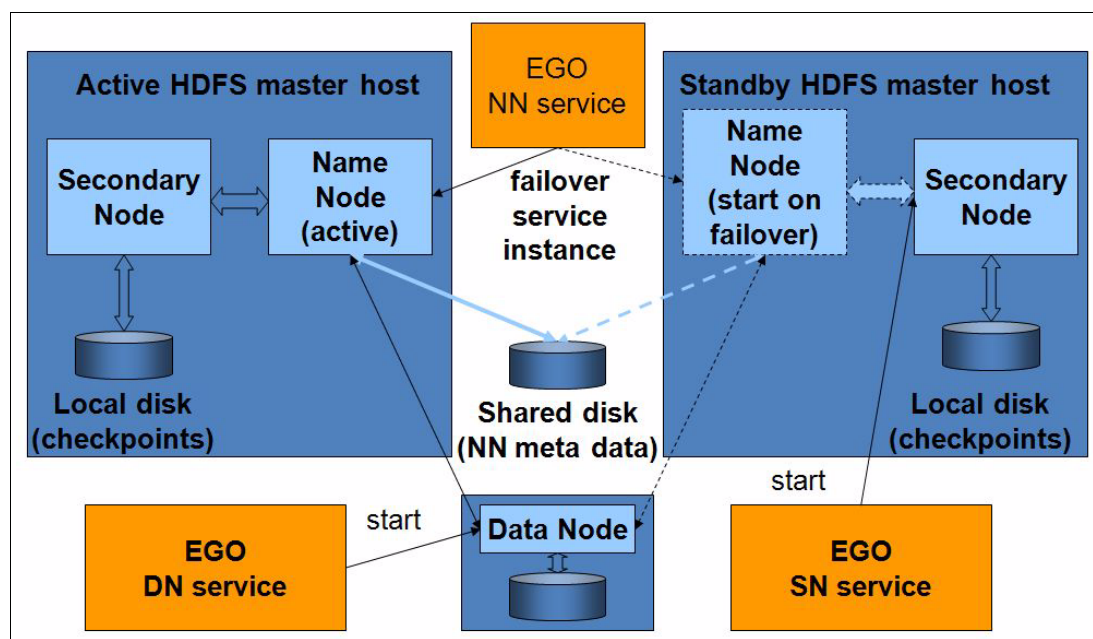 Active HDFS master host
EGO
NN service
Standby HDFS master host
Secondary
Node
Name
Node
(active)
failover
service
instance
Name
Node
(start on
failover)
Secondary
Node
Local disk
(checkpoints)
Shared disk
(NN meta data)
Local disk
(checkpoints)
EGO
DN service
start
Data Node
start
EGO
SN service